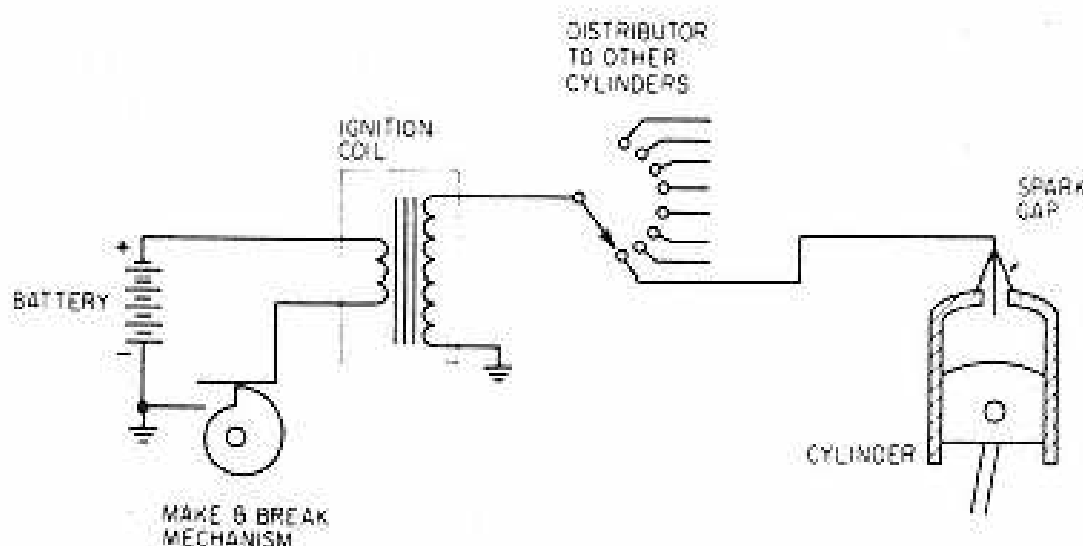 DISTRIBUTOR
TO OTHER
CYLINDERS
IGNITION
COIL
SPARK
GAP
+
BATTERY
-
CYLINDER
MAKE & BREAK
MECHANISM